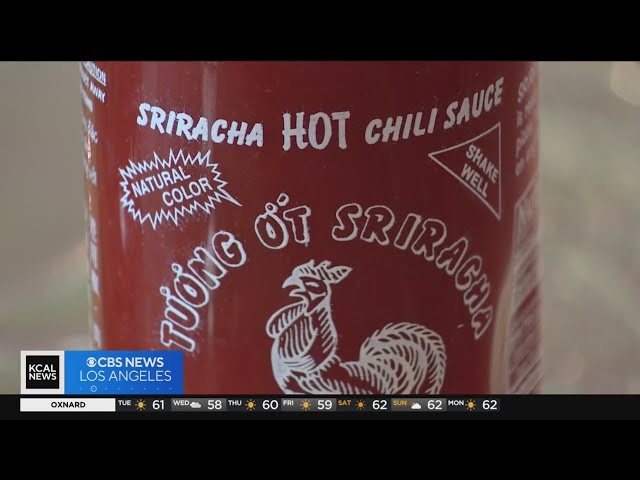 SRIRACHA HOT CHILI SAUCE
NATURAL
COLOR
SHAKE
WELL
TƯƠNG ỚT SRIRACHA
KCAL
NEWS
CBS NEWS
LOS ANGELES
OXNARD TUE 61 WED 58 THU 60 FRI 59 SAT 62 SUN 62 MON 62